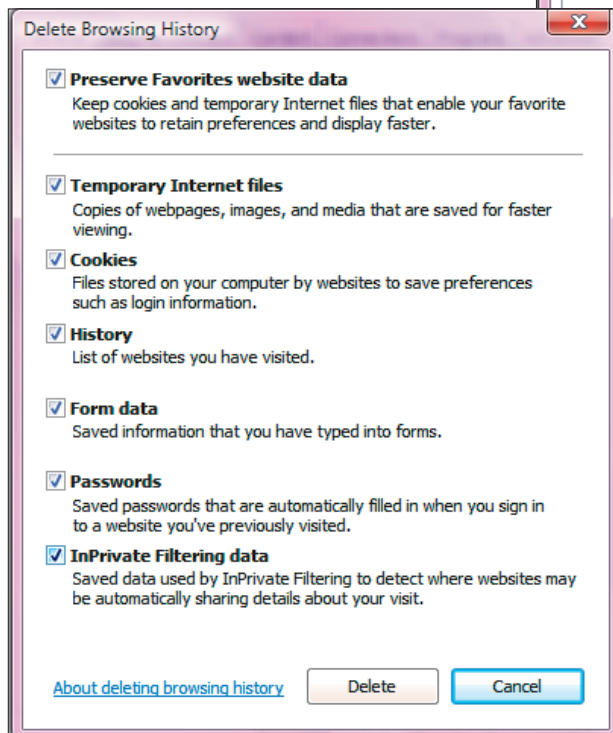 Delete Browsing History
Preserve Favorites website data
Keep cookies and temporary Internet files that enable your favorite
websites to retain preferences and display faster.
Temporary Internet files
Copies of webpages, images, and media that are saved for faster
viewing.
Cookies
Files stored on your computer by websites to save preferences
such as login information.
History
List of websites you have visited.
Form data
Saved information that you have typed into forms.
Passwords
Saved passwords that are automatically filled in when you sign in
to a website you've previously visited.
InPrivate Filtering data
Saved data used by InPrivate Filtering to detect where websites may
be automatically sharing details about your visit.
About deleting browsing history Delete Cancel